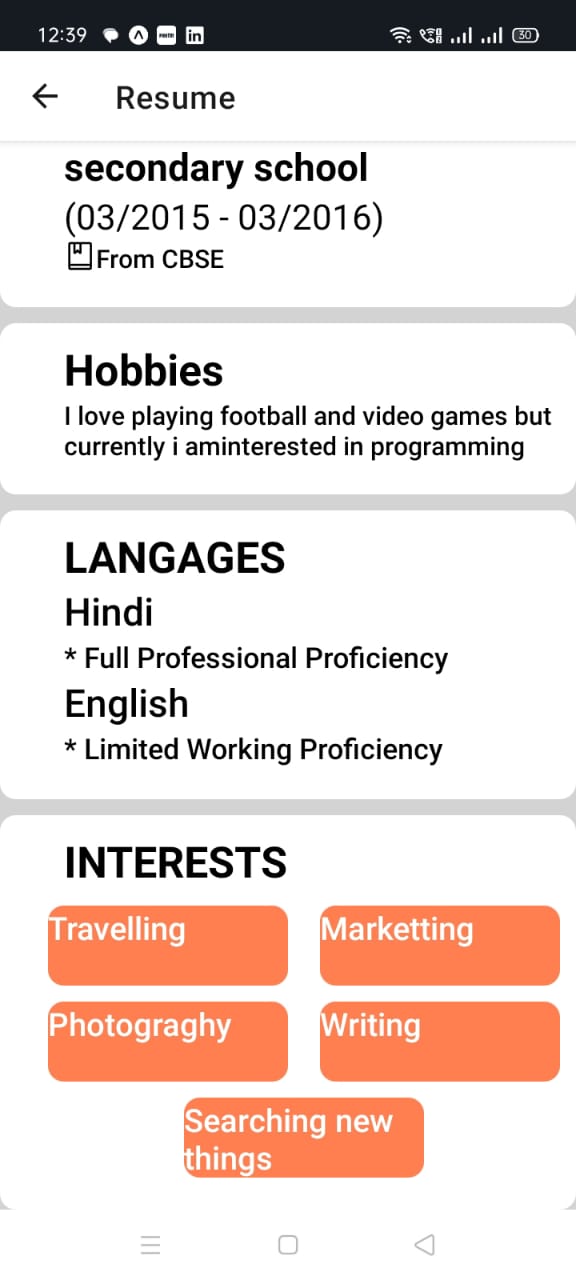 12:39
30
Resume
secondary school
(03/2015 - 03/2016)
From CBSE
Hobbies
I love playing football and video games but
currently i aminterested in programming
LANGAGES
Hindi
* Full Professional Proficiency
English
* Limited Working Proficiency
INTERESTS
Travelling
Marketting
Photograghy
Writing
Searching new
things